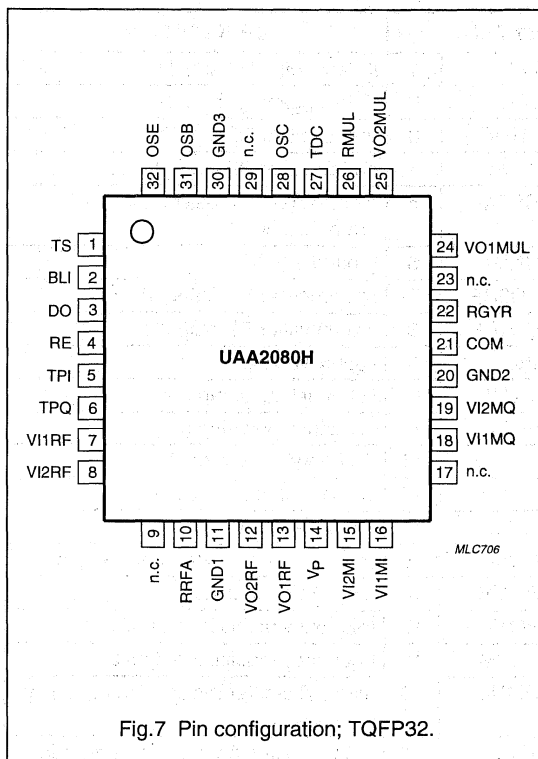 OSE OSB GND3 n.c. OSC TDC RMUL VO2MUL
32 31 30 29 28 27 26 25
TS 1
BLI 2
DO 3
RE 4
TPI 5
TPQ 6
VI1RF 7
VI2RF 8
UAA2080H
24 VO1MUL
23 n.c.
22 RGYR
21 COM
20 GND2
19 VI2MQ
18 VI1MQ
17 n.c.
9 10 11 12 13 14 15 16
n.c. RRFA GND1 VO2RF VO1RF VP VI2MI VI1MI
MLC706
Fig.7 Pin configuration; TQFP32.